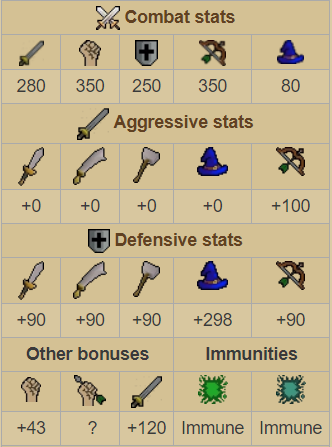 Combat stats
280 350 250 350 80
Aggressive stats
+0 +0 +0 +0 +100
Defensive stats
+90 +90 +90 +298 +90
Other bonuses Immunities
+43 ? +120 Immune Immune